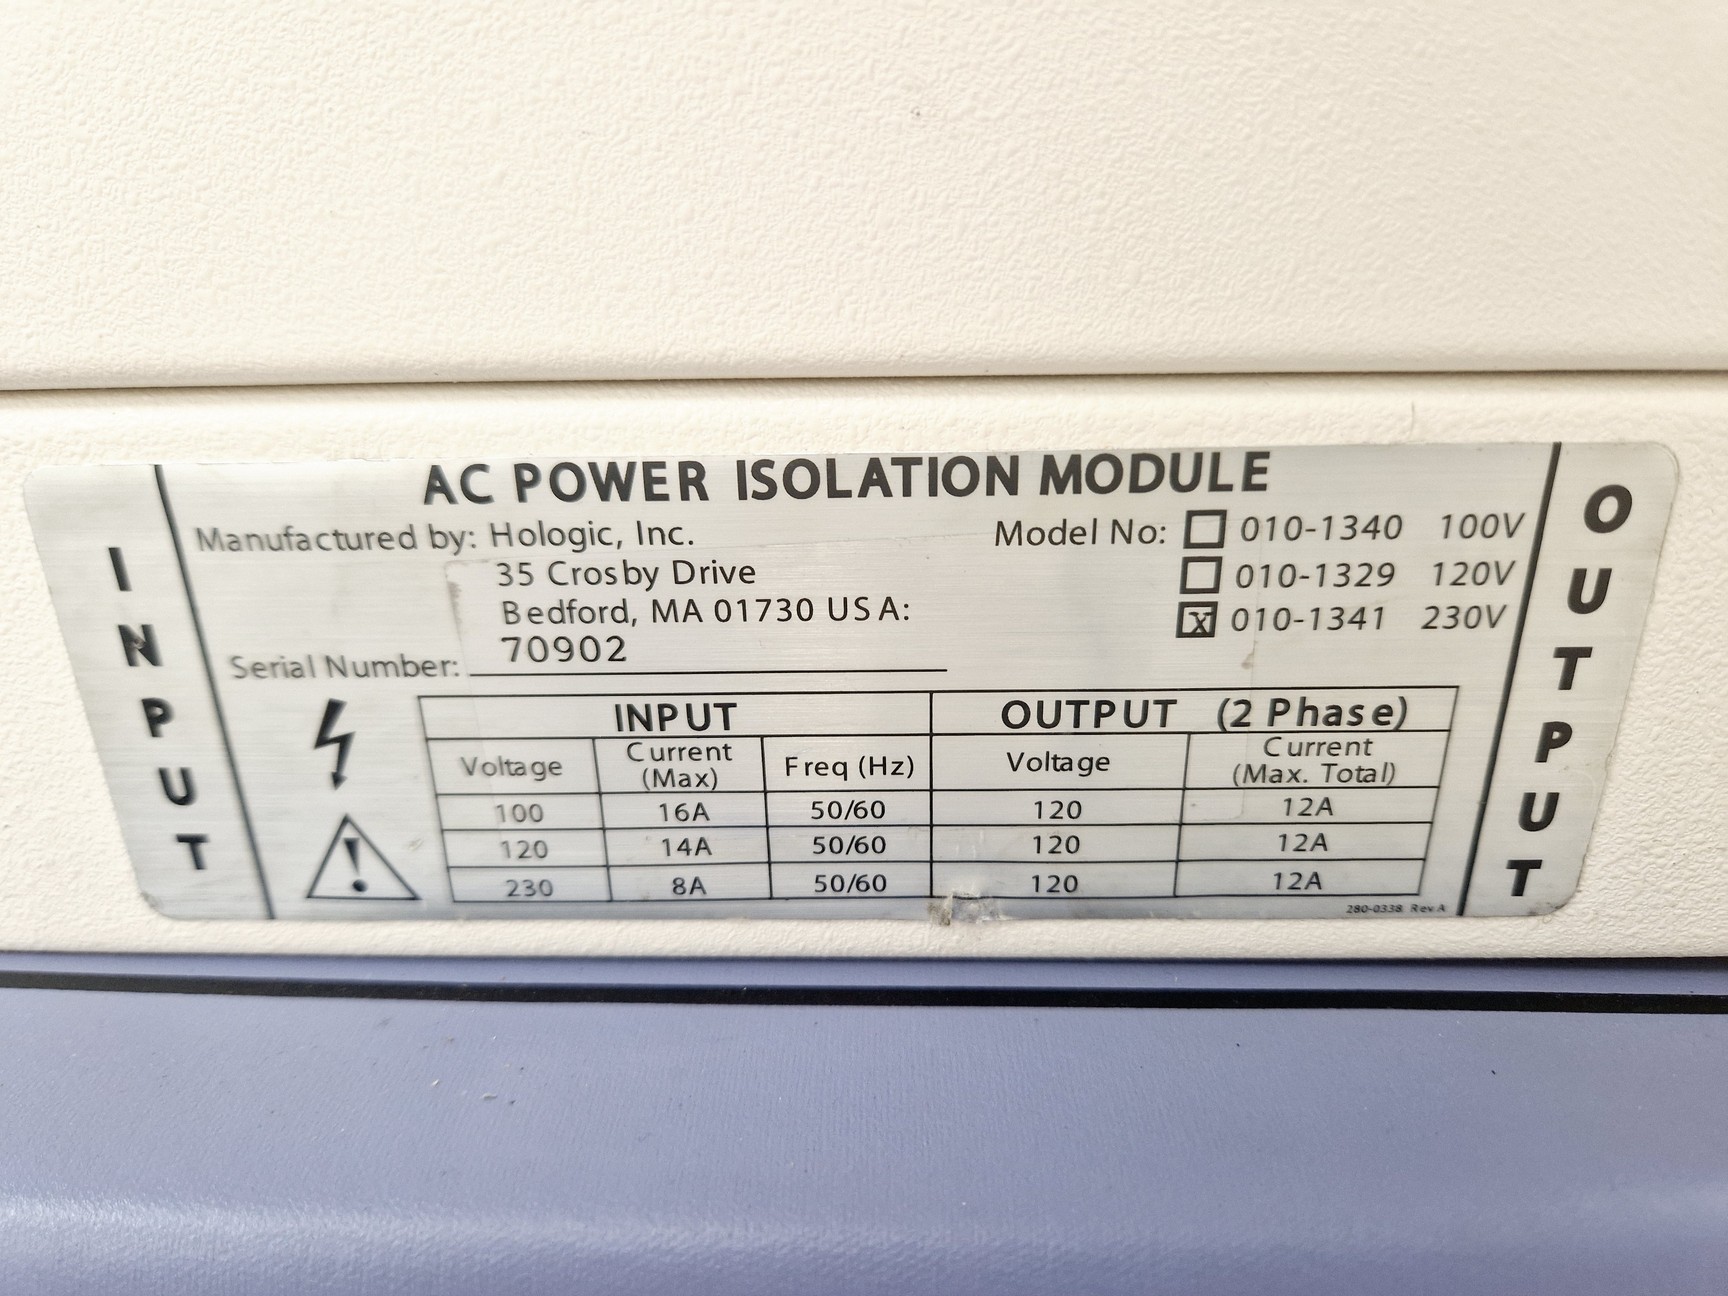 AC POWER ISOLATION MODULE
Manufactured by: Hologic, Inc.
35 Crosby Drive
Bedford, MA 01730 USA:
Serial Number: 70902
Model No: 010-1340 100V
010-1329 120V
X 010-1341 230V
INPUT
INPUT OUTPUT (2 Phase)
Voltage Current (Max) Freq (Hz) Voltage Current (Max. Total)
100 16A 50/60 120 12A
120 14A 50/60 120 12A
230 8A 50/60 120 12A
280-0338 Rev A
OUTPUT